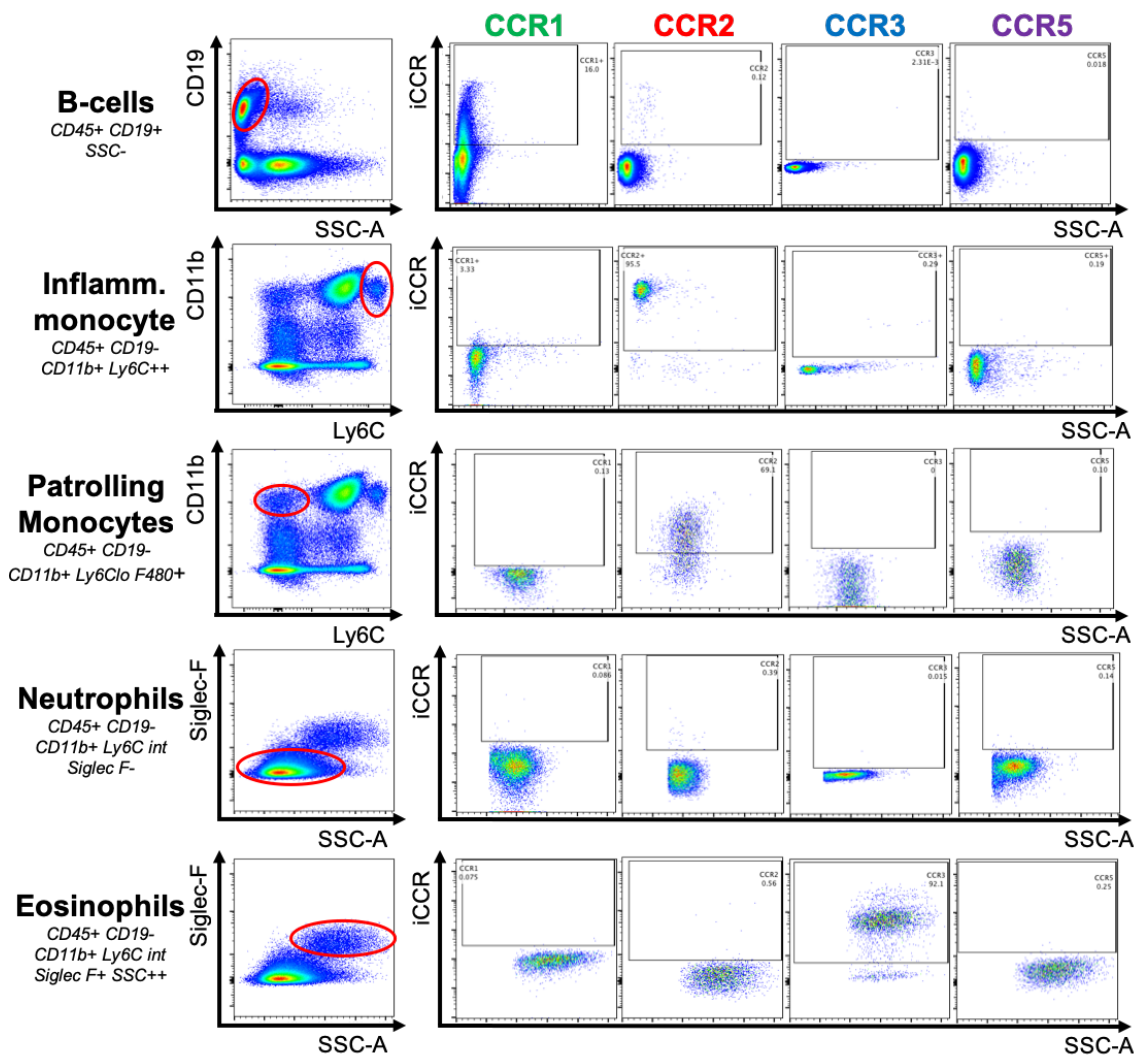 CCR1 CCR2 CCR3 CCR5
B-cells
CD45+ CD19+
SSC-
CD19
SSC-A
iCCR
CCR1+
16.0
CCR2
0.12
CCR3
2.31E-3
CCR5
0.018
SSC-A
Inflamm.
monocyte
CD45+ CD19-
CD11b+ Ly6C++
CD11b
Ly6C
iCCR
CCR1+
3.33
CCR2+
95.5
CCR3+
0.29
CCR5+
0.19
SSC-A
Patrolling
Monocytes
CD45+ CD19-
CD11b+ Ly6Clo F480+
CD11b
Ly6C
iCCR
CCR1
0.13
CCR2
69.1
CCR3
0
CCR5
0.10
SSC-A
Neutrophils
CD45+ CD19-
CD11b+ Ly6C int
Siglec F-
Siglec-F
SSC-A
iCCR
CCR1
0.086
CCR2
0.39
CCR3
0.015
CCR5
0.14
SSC-A
Eosinophils
CD45+ CD19-
CD11b+ Ly6C int
Siglec F+ SSC++
Siglec-F
SSC-A
iCCR
CCR1
0.075
CCR2
0.56
CCR3
92.1
CCR5
0.25
SSC-A